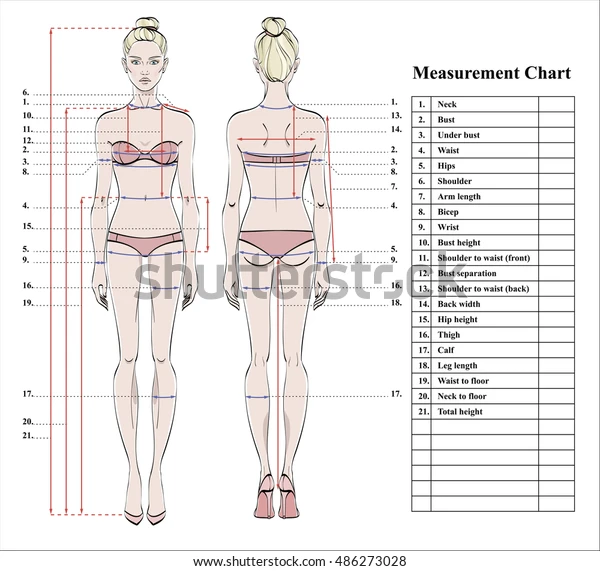 Measurement Chart
1. Neck
2. Bust
3. Under bust
4. Waist
5. Hips
6. Shoulder
7. Arm length
8. Bicep
9. Wrist
10. Bust height
11. Shoulder to waist (front)
12. Bust separation
13. Shoulder to waist (back)
14. Back width
15. Hip height
16. Thigh
17. Calf
18. Leg length
19. Waist to floor
20. Neck to floor
21. Total height
6.
1.
10.
11.
12.
2.
3.
8.
4.
15.
5.
9.
16.
19.
17.
20.
21.
1.
13.
14.
2.
3.
8.
7.
4.
5.
9.
16.
18.
17.
shutterstock
shutterstock.com · 486273028